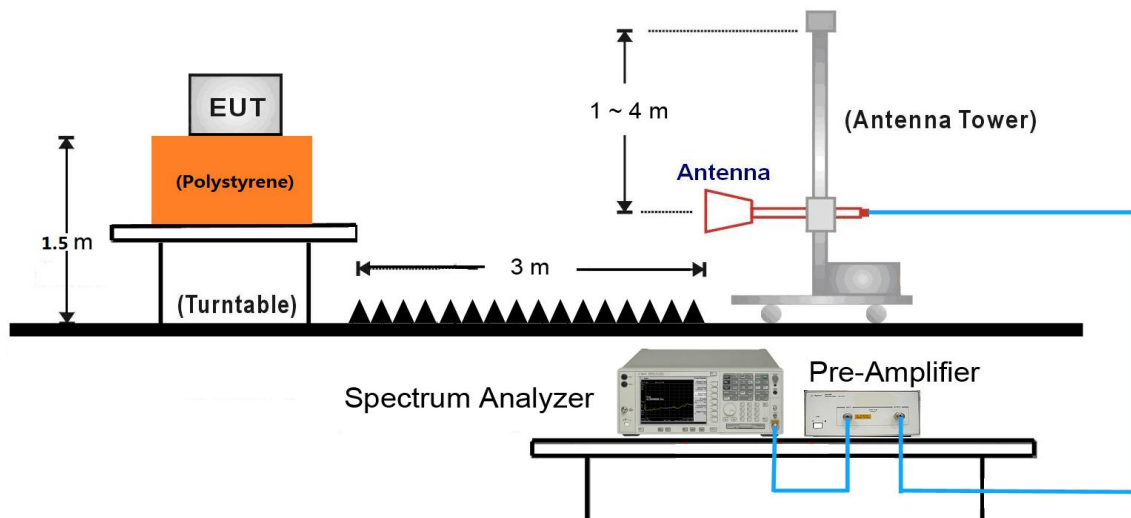 EUT
(Polystyrene)
1.5 m
(Turntable)
3 m
1 ~ 4 m
(Antenna Tower)
Antenna
Spectrum Analyzer
Pre-Amplifier